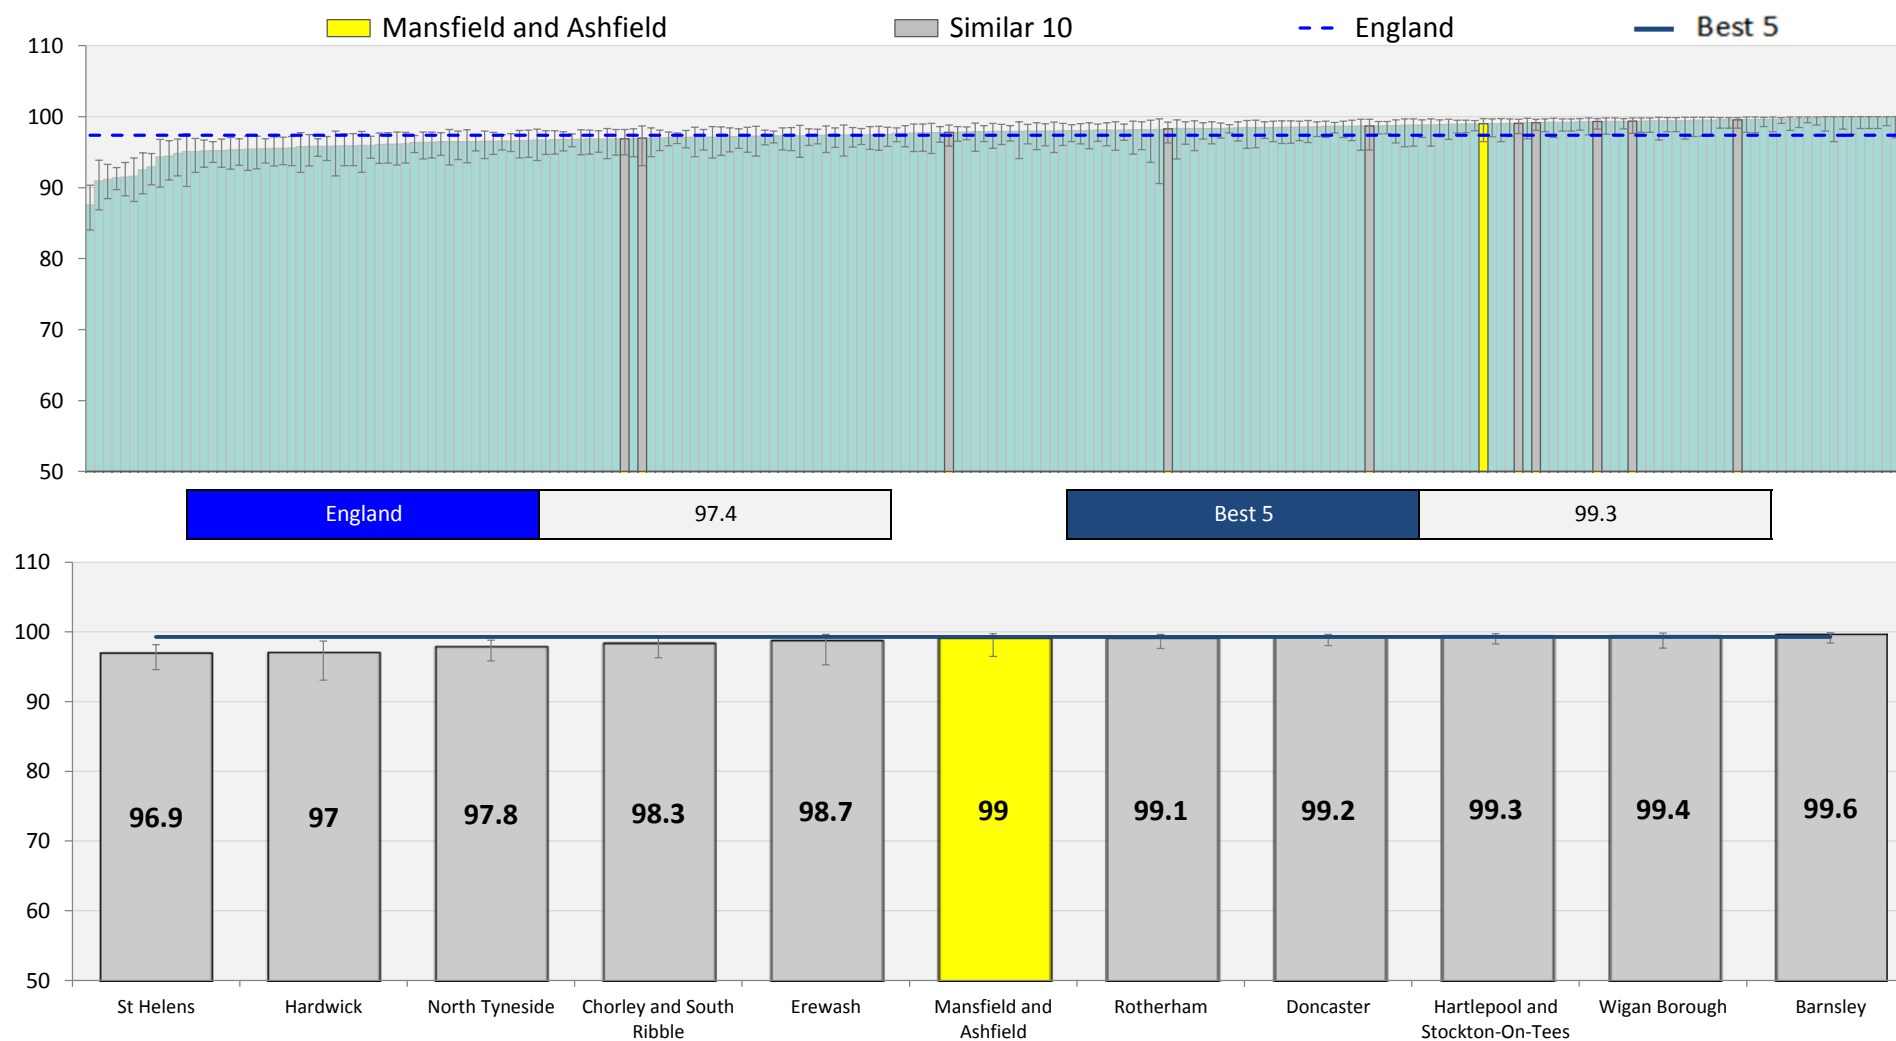 Mansfield and Ashfield
Similar 10
England
Best 5
110
100
90
80
70
60
50
England
97.4
Best 5
99.3
110
100
90
80
70
60
50
96.9
97
97.8
98.3
98.7
99
99.1
99.2
99.3
99.4
99.6
St Helens
Hardwick
North Tyneside
Chorley and South
Ribble
Erewash
Mansfield and
Ashfield
Rotherham
Doncaster
Hartlepool and
Stockton-On-Tees
Wigan Borough
Barnsley